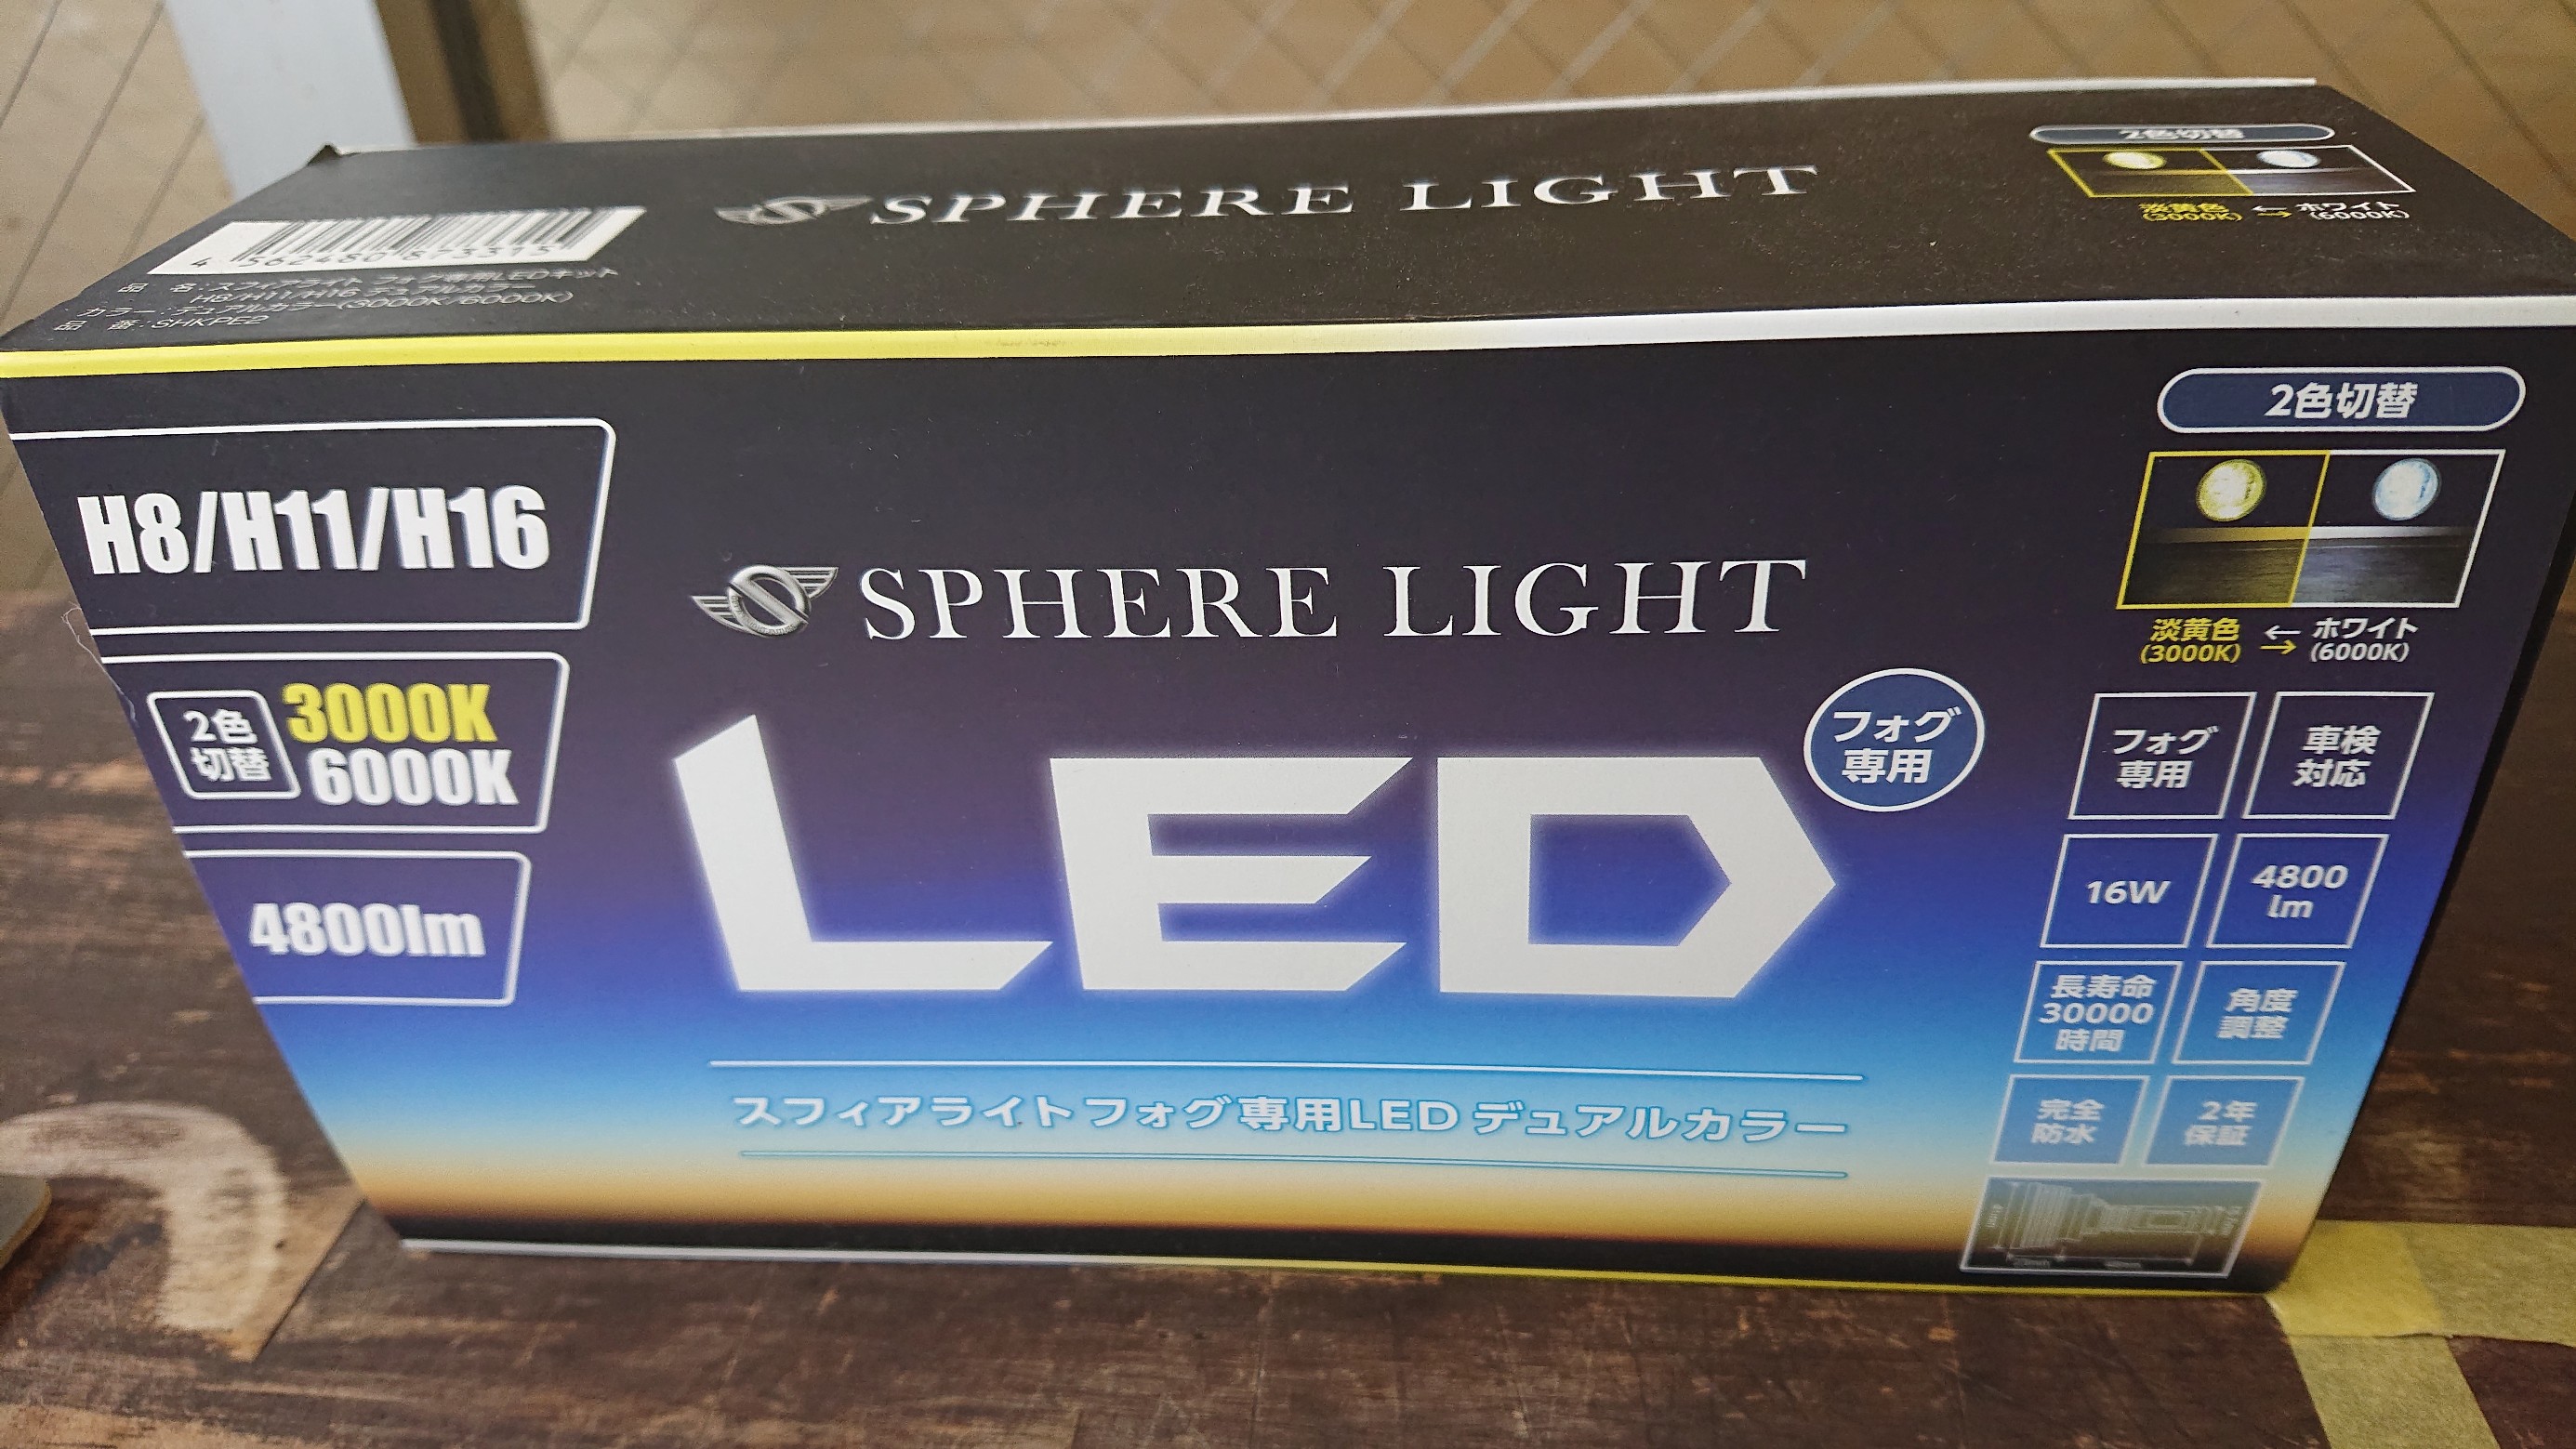 SPHERE LIGHT
2色切替
淡黄色 ←→ ホワイト
(3000K) (6000K)
4 562480 873315
品 名:スフィアライト フォグ専用LEDキット
H8/H11/H16 デュアルカラー
カラー:デュアルカラー(3000K/6000K)
品 番:SHKPE2
H8/H11/H16
2色
切替
3000K
6000K
4800lm
SPHERE LIGHT
LED
フォグ
専用
スフィアライト フォグ専用LED デュアルカラー
2色切替
淡黄色 ←→ ホワイト
(3000K) (6000K)
フォグ
専用
車検
対応
16W
4800
lm
長寿命
30000
時間
角度
調整
完全
防水
2年
保証